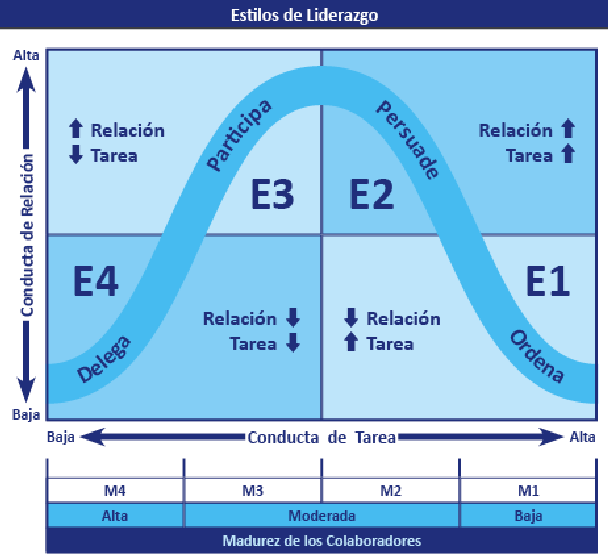 Estilos de Liderazgo
Alta
Conducta de Relación
Baja
Relación
Tarea
Participa
E3
Persuade
E2
Relación
Tarea
E4
Delega
Relación
Tarea
Relación
Tarea
E1
Ordena
Baja
Conducta de Tarea
Alta
M4
M3
M2
M1
Alta
Moderada
Baja
Madurez de los Colaboradores